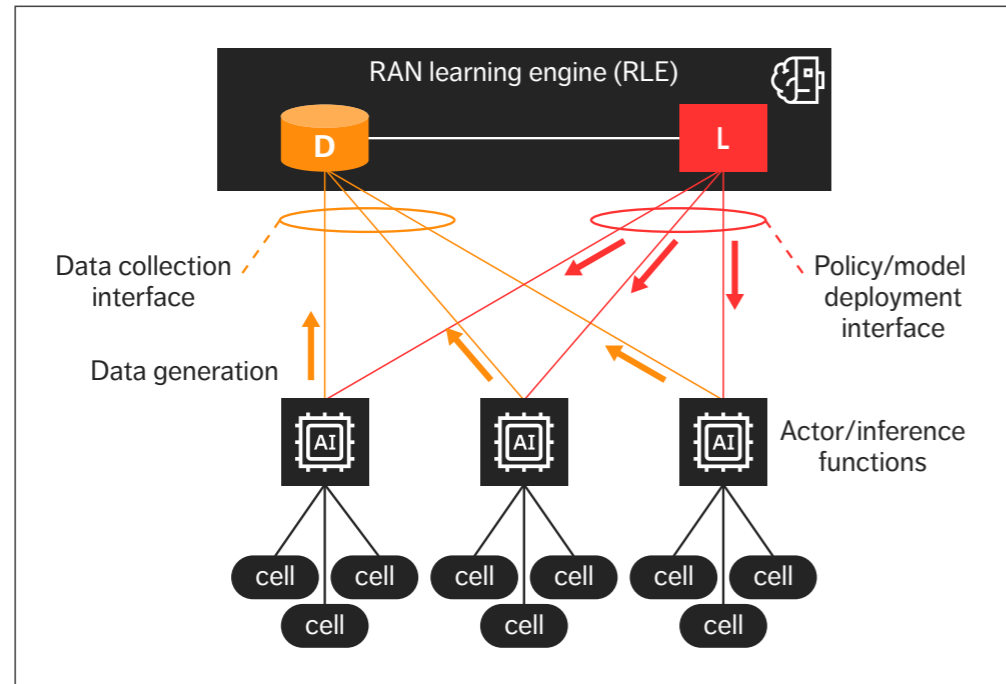 RAN learning engine (RLE)
D
L
Data collection
interface
Policy/model
deployment
interface
Data generation
AI
AI
AI
Actor/inference
functions
cell
cell
cell
cell
cell
cell
cell
cell
cell